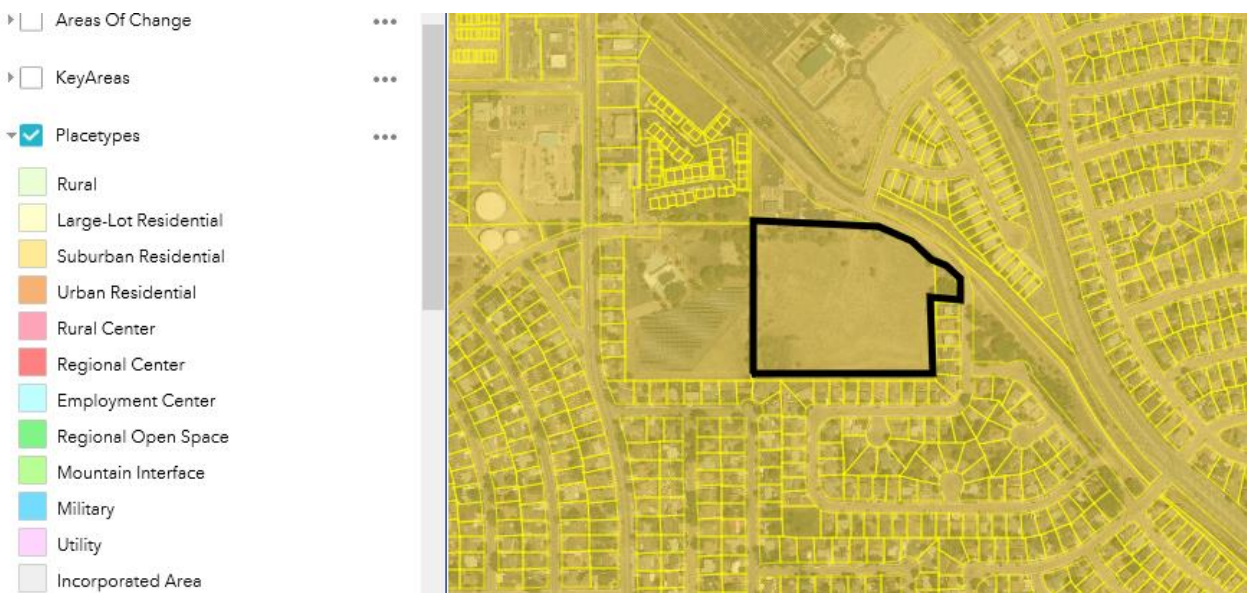 Areas Of Change
KeyAreas
Placetypes
Rural
Large-Lot Residential
Suburban Residential
Urban Residential
Rural Center
Regional Center
Employment Center
Regional Open Space
Mountain Interface
Military
Utility
Incorporated Area